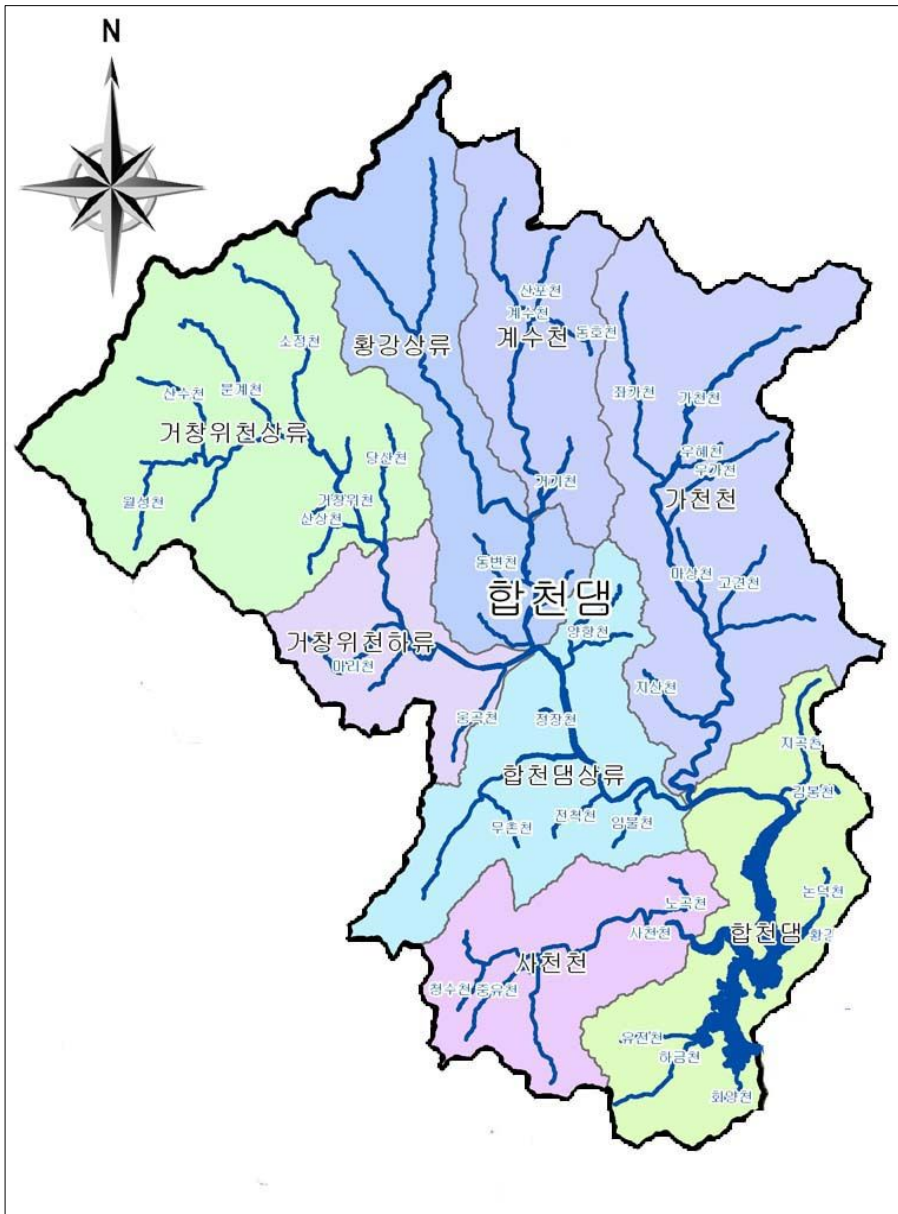 N
산포천
계수천
동호천
계수천
황강상류
소정천
좌가천
가천천
분계천
산수천
거창위천상류
당산천
우혜천
우가천
가천천
거기천
월성천
거창위천
산상천
동변천
마상천
고견천
합천댐
양항천
거창위천하류
마리천
지산천
웅곡천
정장천
지곡천
합천댐상류
김봉천
전척천
임불천
무촌천
논덕천
노곡천
사천천
합천댐
황강
사천천
청수천
중유천
유전천
하금천
화양천